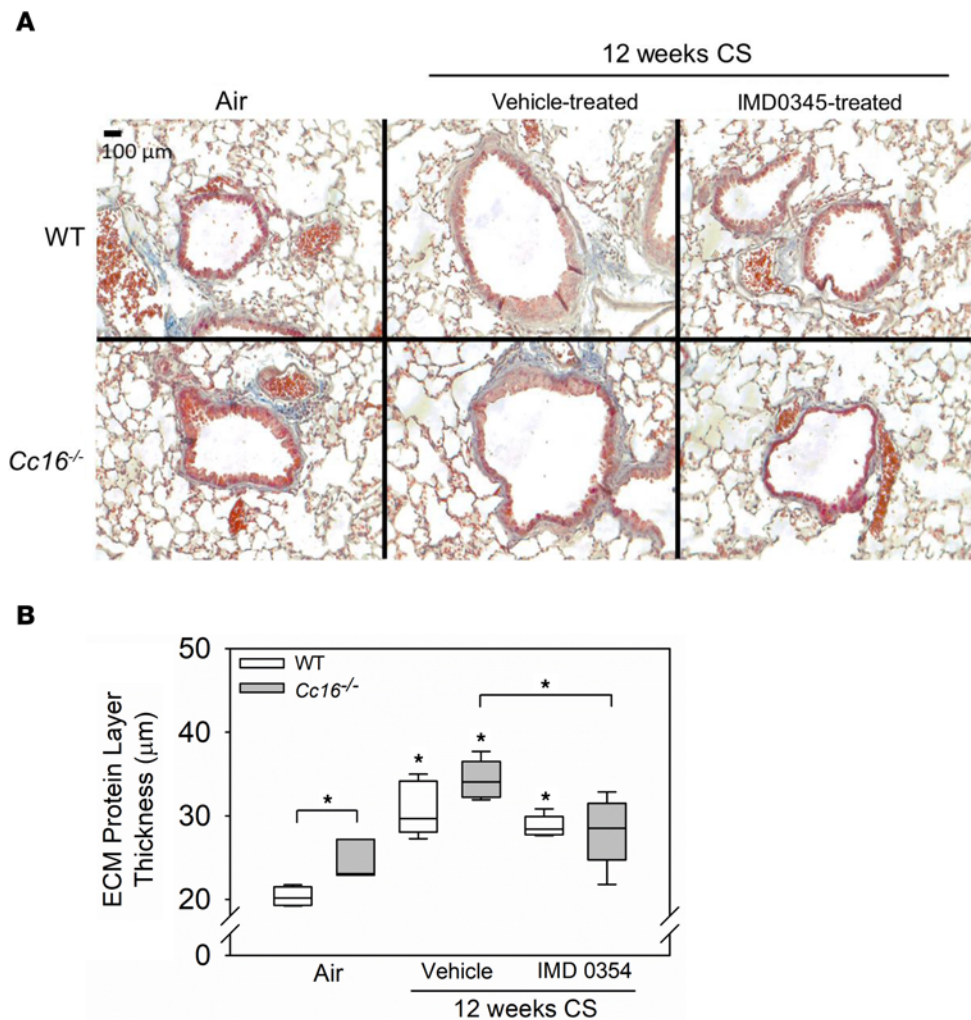 A
12 weeks CS
Air
Vehicle-treated
IMD0345-treated
100 μm
WT
Cc16-/-
B
ECM Protein Layer
Thickness (μm)
50
40
30
20
0
WT
Cc16-/-
*
*
*
*
*
Air
Vehicle
IMD 0354
12 weeks CS